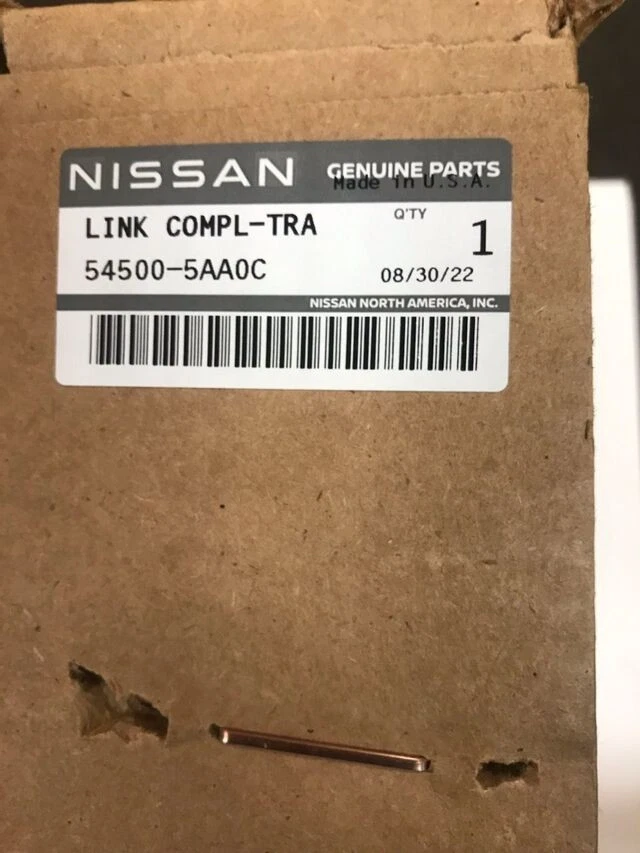 NISSAN GENUINE PARTS
Made in U.S.A.
LINK COMPL-TRA
Q'TY
1
54500-5AA0C
08/30/22
NISSAN NORTH AMERICA, INC.